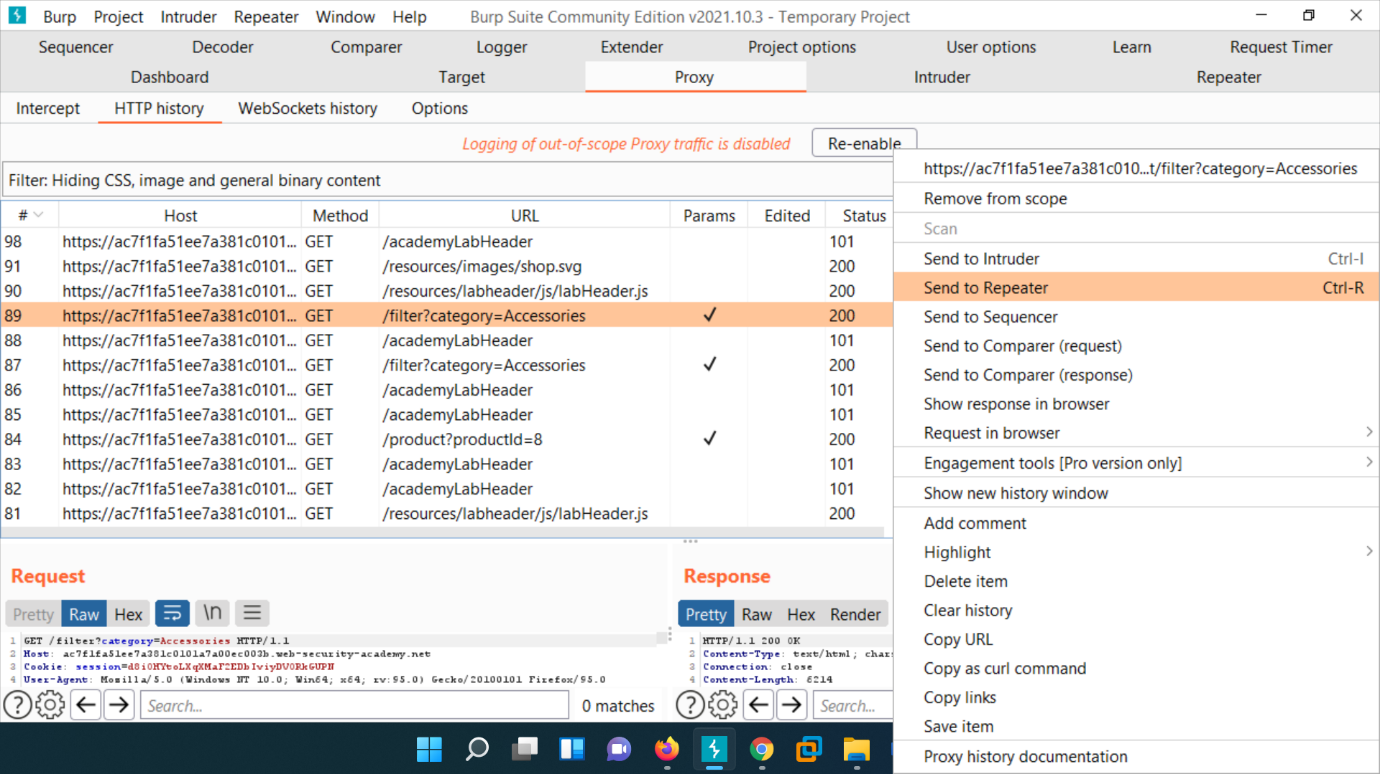 Burp Project Intruder Repeater Window Help Burp Suite Community Edition v2021.10.3 - Temporary Project
Sequencer Decoder Comparer Logger Extender Project options User options Learn Request Timer
Dashboard Target Proxy Intruder Repeater
Intercept HTTP history WebSockets history Options
Logging of out-of-scope Proxy traffic is disabled Re-enable
Filter: Hiding CSS, image and general binary content
# Host Method URL Params Edited Status
98 https://ac7f1fa51ee7a381c0101... GET /academyLabHeader 101
91 https://ac7f1fa51ee7a381c0101... GET /resources/images/shop.svg 200
90 https://ac7f1fa51ee7a381c0101... GET /resources/labheader/js/labHeader.js 200
89 https://ac7f1fa51ee7a381c0101... GET /filter?category=Accessories ✓ 200
88 https://ac7f1fa51ee7a381c0101... GET /academyLabHeader 101
87 https://ac7f1fa51ee7a381c0101... GET /filter?category=Accessories ✓ 200
86 https://ac7f1fa51ee7a381c0101... GET /academyLabHeader 101
85 https://ac7f1fa51ee7a381c0101... GET /academyLabHeader 101
84 https://ac7f1fa51ee7a381c0101... GET /product?productId=8 ✓ 200
83 https://ac7f1fa51ee7a381c0101... GET /academyLabHeader 101
82 https://ac7f1fa51ee7a381c0101... GET /academyLabHeader 101
81 https://ac7f1fa51ee7a381c0101... GET /resources/labheader/js/labHeader.js 200
https://ac7f1fa51ee7a381c010...t/filter?category=Accessories
Remove from scope
Scan
Send to Intruder Ctrl-I
Send to Repeater Ctrl-R
Send to Sequencer
Send to Comparer (request)
Send to Comparer (response)
Show response in browser
Request in browser
Engagement tools [Pro version only]
Show new history window
Add comment
Highlight
Delete item
Clear history
Copy URL
Copy as curl command
Copy links
Save item
Proxy history documentation
Request
Pretty Raw Hex \n
1 GET /filter?category=Accessories HTTP/1.1
2 Host: ac7f1fa51ee7a381c0101a7a00ec003b.web-security-academy.net
3 Cookie: session=
4 User-Agent: Mozilla/5.0 (Windows NT 10.0; Win64; x64; rv:95.0) Gecko/20100101 Firefox/95.0
Search... 0 matches
Response
Pretty Raw Hex Render
1 HTTP/1.1 200 OK
2 Content-Type: text/html; chars
3 Connection: close
4 Content-Length: 6214
Search...